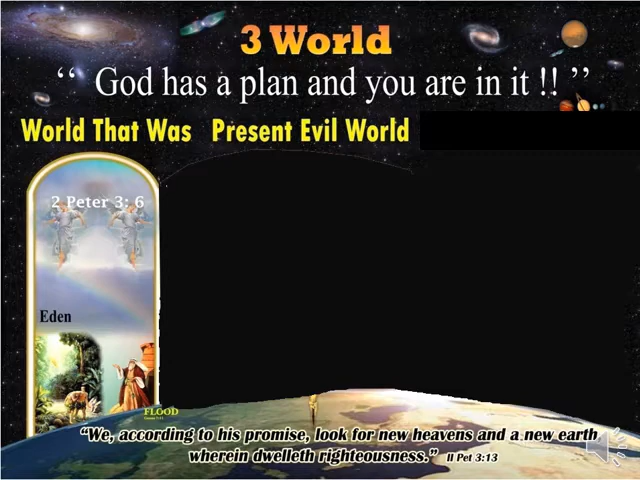 3 World
“ God has a plan and you are in it !! ”
World That Was Present Evil World
2 Peter 3: 6
Eden
FLOOD
“We, according to his promise, look for new heavens and a new earth
wherein dwelleth righteousness.” II Pet 3:13